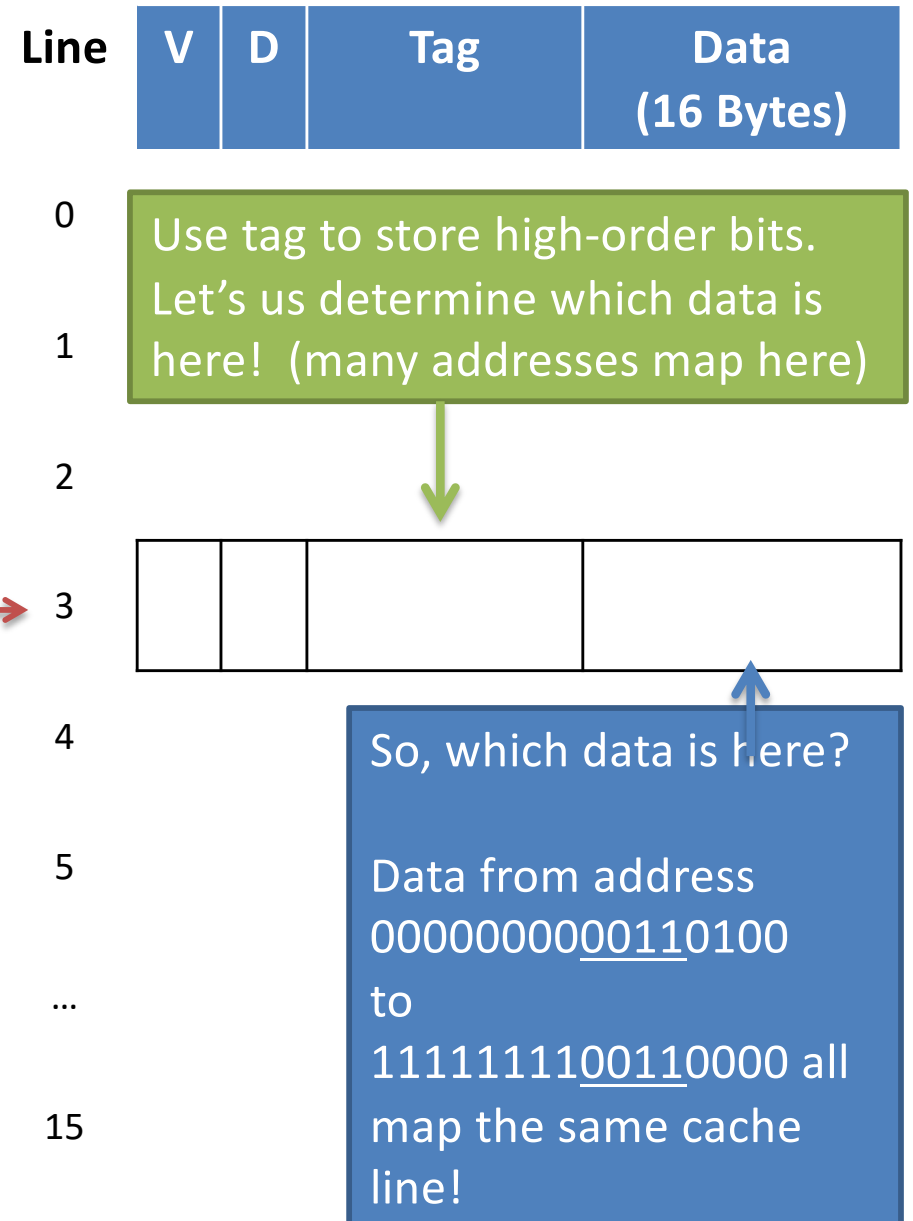 Line V D Tag Data
(16 Bytes)
0
Use tag to store high-order bits.
Let’s us determine which data is
1
here!  (many addresses map here)
2
3
4
So, which data is here?
5
Data from address
0000000000110100
…
to
1111111100110000 all
15
map the same cache
line!